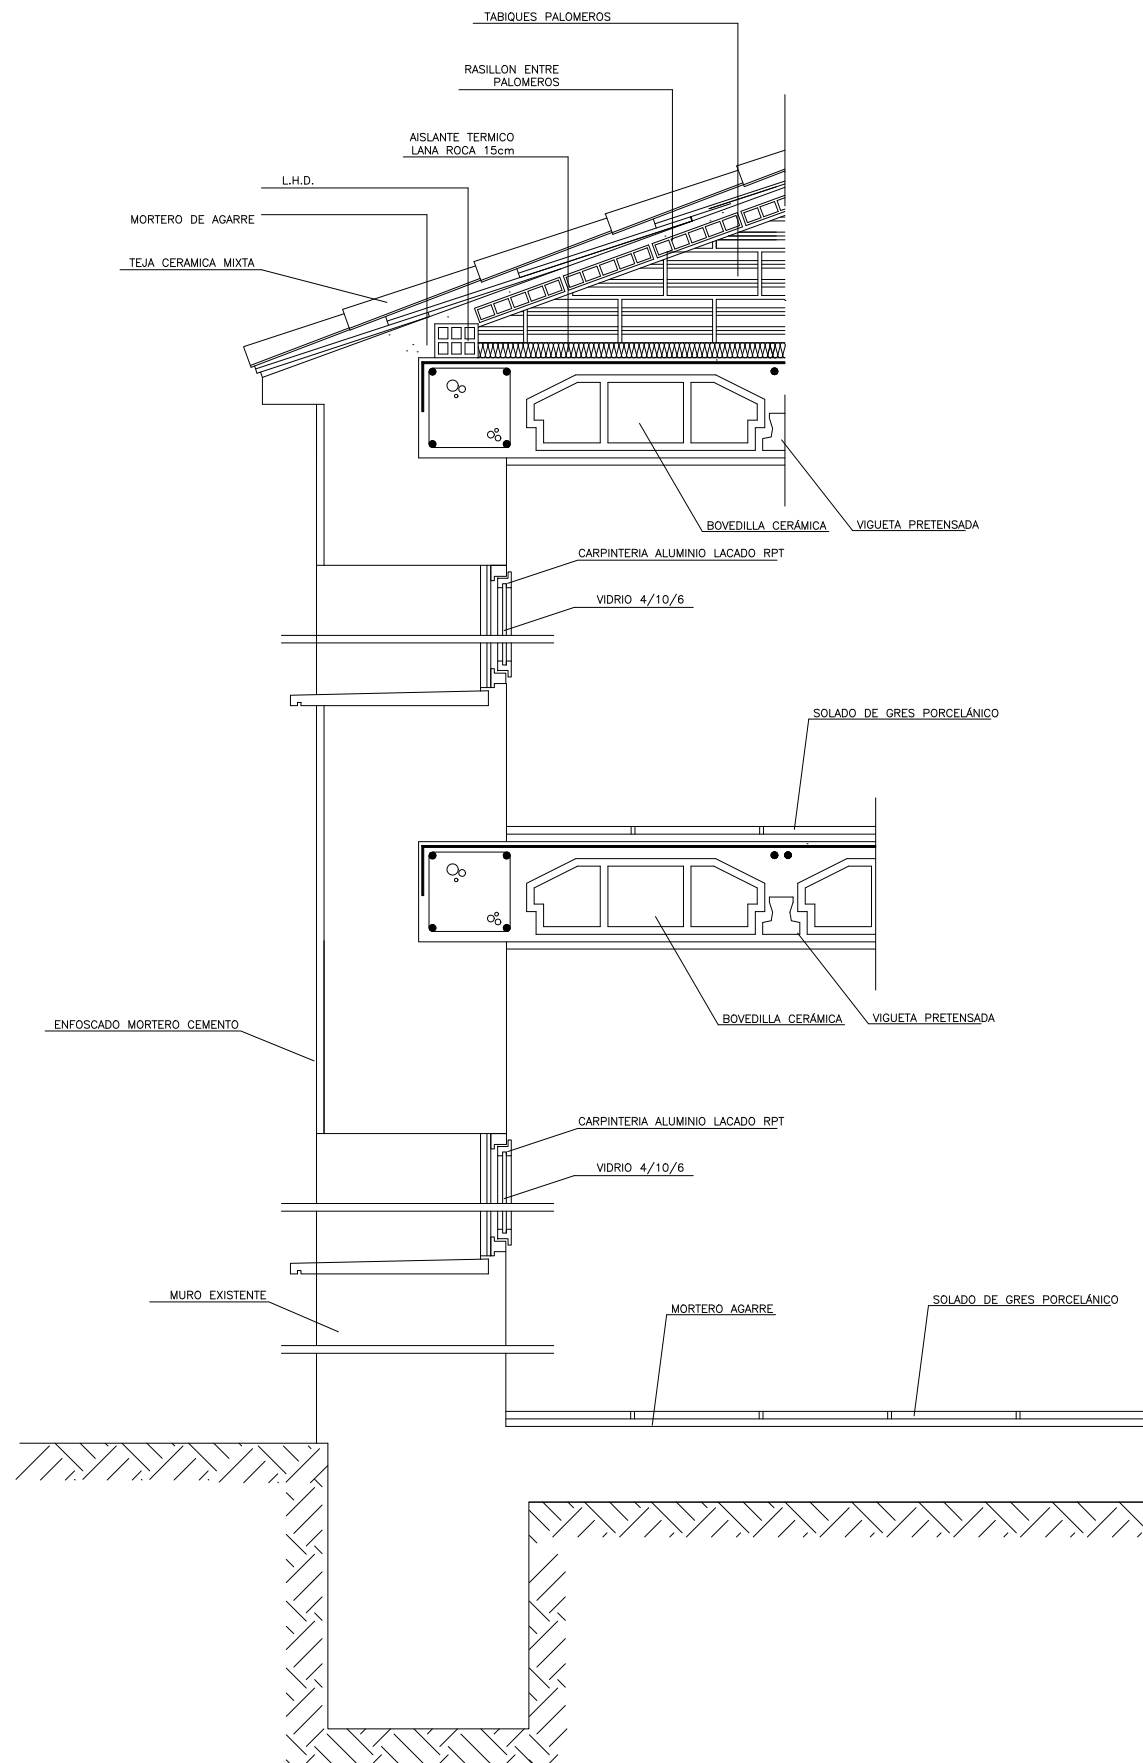 TABIQUES PALOMEROS
RASILLON ENTRE
PALOMEROS
AISLANTE TERMICO
LANA ROCA 15cm
L.H.D.
MORTERO DE AGARRE
TEJA CERAMICA MIXTA
BOVEDILLA CERÁMICA
VIGUETA PRETENSADA
CARPINTERIA ALUMINIO LACADO RPT
VIDRIO 4/10/6
SOLADO DE GRES PORCELÁNICO
BOVEDILLA CERÁMICA
VIGUETA PRETENSADA
ENFOSCADO MORTERO CEMENTO
CARPINTERIA ALUMINIO LACADO RPT
VIDRIO 4/10/6
MURO EXISTENTE
MORTERO AGARRE
SOLADO DE GRES PORCELÁNICO